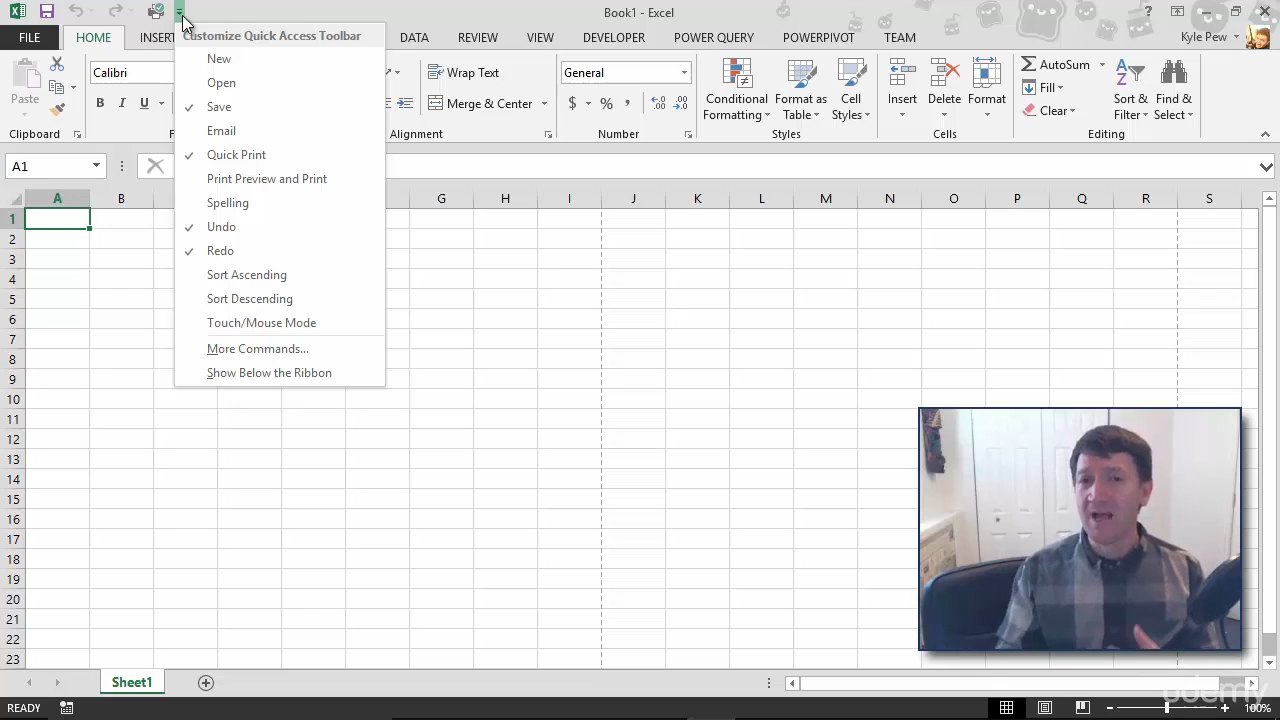 Book1 - Excel
?
FILE
HOME
INSERT
DATA
REVIEW
VIEW
DEVELOPER
POWER QUERY
POWERPIVOT
TEAM
Kyle Pew
Customize Quick Access Toolbar
New
Open
Save
Email
Quick Print
Print Preview and Print
Spelling
Undo
Redo
Sort Ascending
Sort Descending
Touch/Mouse Mode
More Commands...
Show Below the Ribbon
Paste
Clipboard
Calibri
B I U
Wrap Text
Merge & Center
Alignment
General
$ % ,
Number
Conditional
Formatting
Format as
Table
Cell
Styles
Styles
Insert
Delete
Format
Cells
AutoSum
Fill
Clear
Sort &
Filter
Find &
Select
Editing
A1
A B G H I J K L M N O P Q R S
1
2
3
4
5
6
7
8
9
10
11
12
13
14
15
16
17
18
19
20
21
22
23
Sheet1
READY
100%
udemy